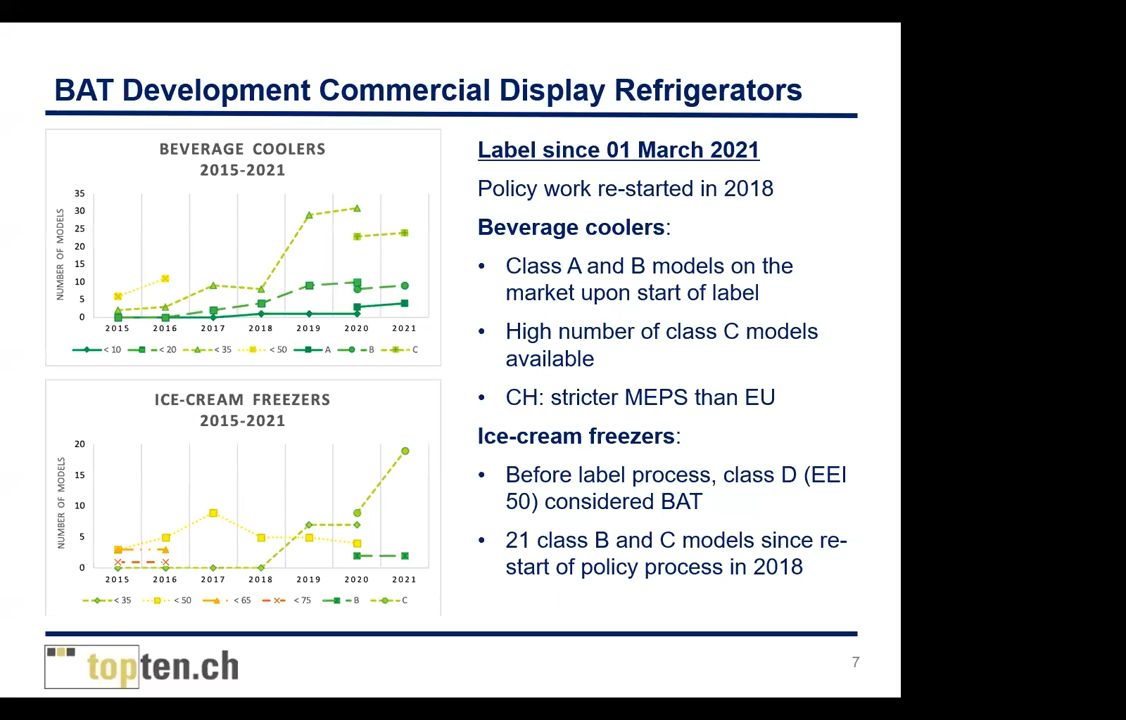 BAT Development Commercial Display Refrigerators
BEVERAGE COOLERS
2015-2021
NUMBER OF MODELS
35
30
25
20
15
10
5
0
2015 2016 2017 2018 2019 2020 2021
< 10 < 20 < 35 < 50 A B C
ICE-CREAM FREEZERS
2015-2021
NUMBER OF MODELS
20
15
10
5
0
2015 2016 2017 2018 2019 2020 2021
< 35 < 50 < 65 < 75 B C
Label since 01 March 2021
Policy work re-started in 2018
Beverage coolers:
• Class A and B models on the
market upon start of label
• High number of class C models
available
• CH: stricter MEPS than EU
Ice-cream freezers:
• Before label process, class D (EEI
50) considered BAT
• 21 class B and C models since re-
start of policy process in 2018
topten.ch
7